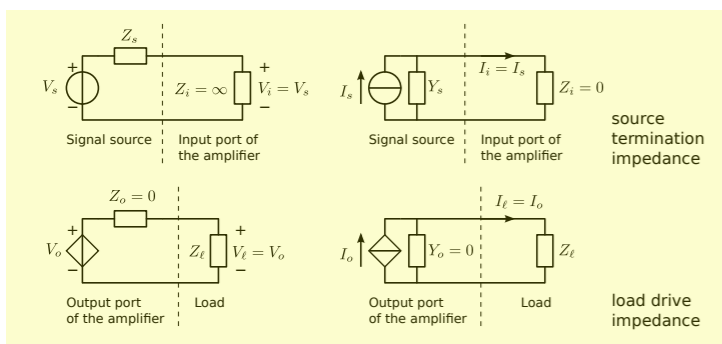 Z_s
+
V_s
−
Z_i = ∞
+
V_i = V_s
−
Signal source
Input port of
the amplifier
I_s
Y_s
I_i = I_s
Z_i = 0
Signal source
Input port of
the amplifier
source
termination
impedance
Z_o = 0
+
V_o
−
Z_ℓ
+
V_ℓ = V_o
−
Output port
of the amplifier
Load
I_o
Y_o = 0
I_ℓ = I_o
Z_ℓ
Output port
of the amplifier
Load
load drive
impedance